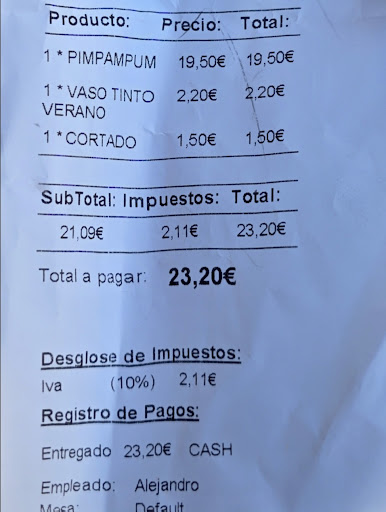 Producto: Precio: Total:
1 * PIMPAMPUM 19,50€ 19,50€
1 * VASO TINTO 2,20€ 2,20€
VERANO
1 * CORTADO 1,50€ 1,50€
SubTotal: Impuestos: Total:
21,09€ 2,11€ 23,20€
Total a pagar: 23,20€
Desglose de Impuestos:
Iva (10%) 2,11€
Registro de Pagos:
Entregado 23,20€ CASH
Empleado: Alejandro
Mesa: Default